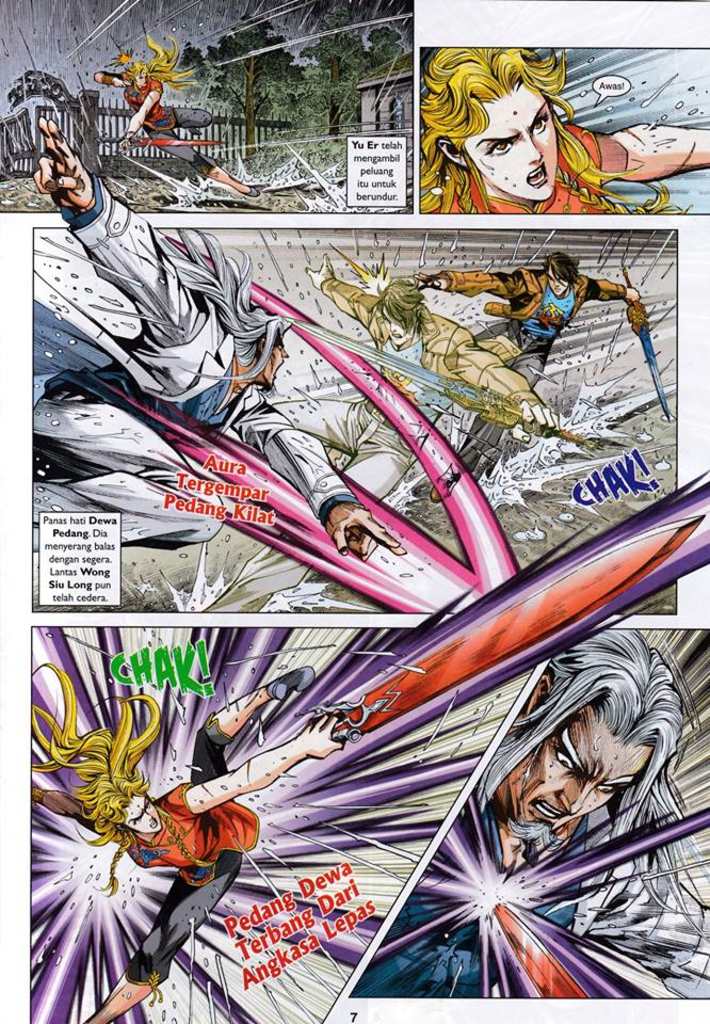 Yu Er telah
mengambil
peluang
itu untuk
berundur.
Awas!
Aura
Tergempar
Pedang Kilat
CHAK!
Panas hati Dewa
Pedang. Dia
menyerang balas
dengan segera.
Lantas Wong
Siu Long pun
telah cedera.
CHAK!
Pedang Dewa
Terbang Dari
Angkasa Lepas
7